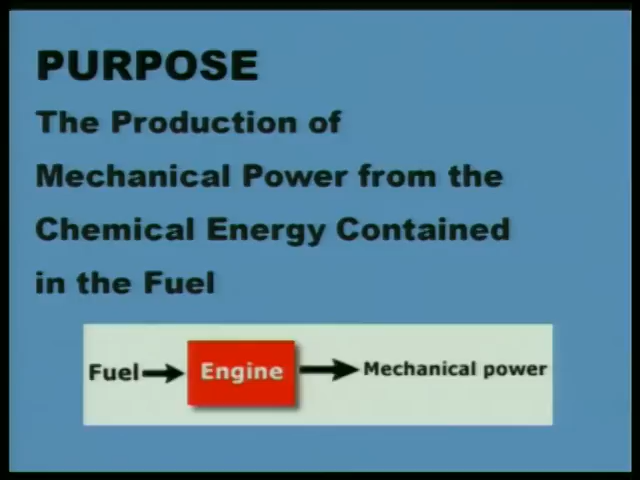 PURPOSE
The Production of
Mechanical Power from the
Chemical Energy Contained
in the Fuel
Fuel Engine Mechanical power